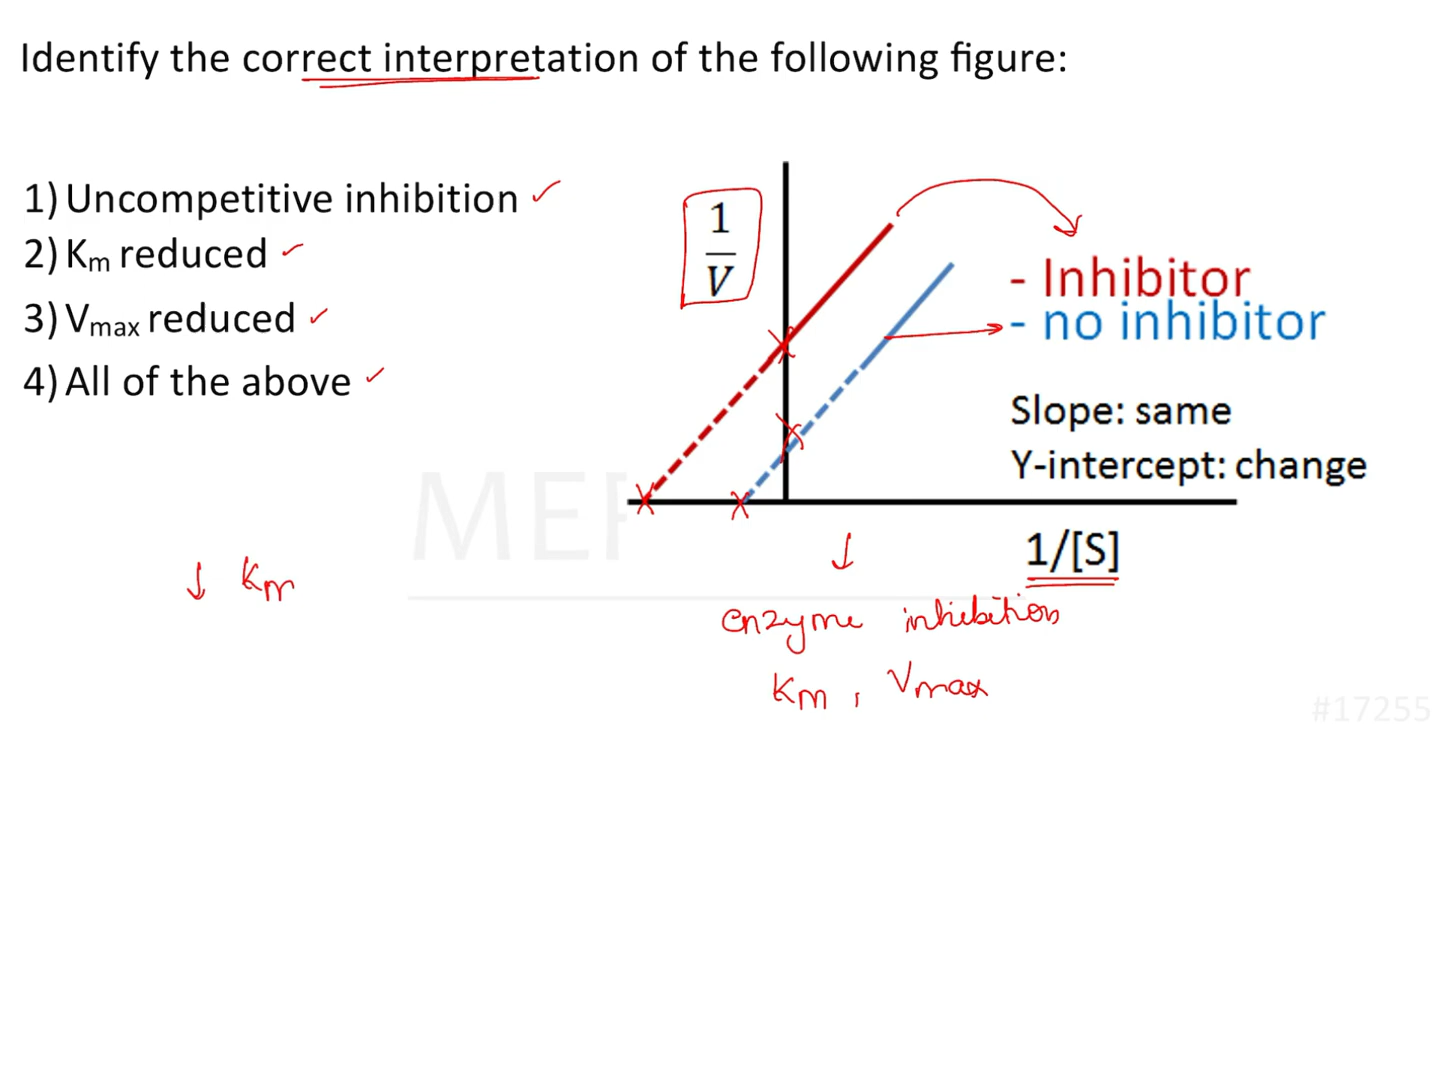 Identify the correct interpretation of the following figure:
1) Uncompetitive inhibition
2) Km reduced
3) Vmax reduced
4) All of the above
1
V
- Inhibitor
- no inhibitor
Slope: same
Y-intercept: change
1/[S]
↓ Km
enzyme inhibition
Km, Vmax
#17255